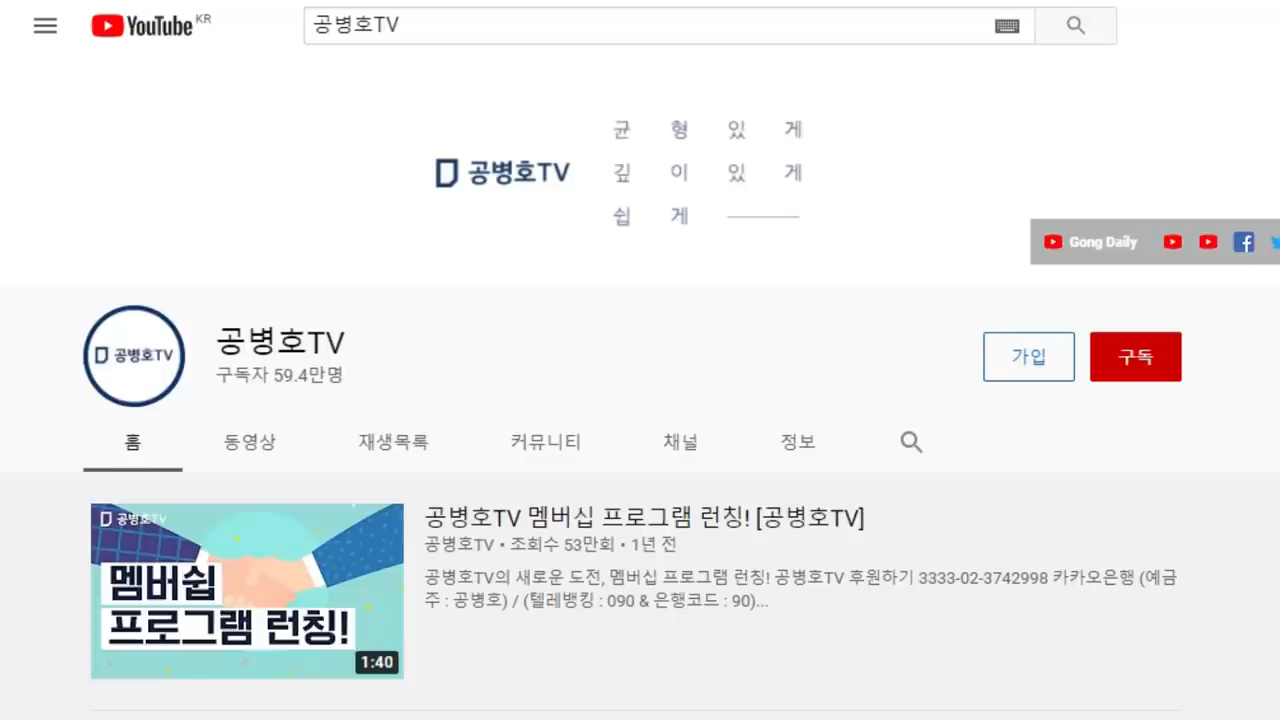 YouTube KR
공병호TV
균 형 있 게
공병호TV
깊 이 있 게
쉽 게
Gong Daily
공병호TV
공병호TV
구독자 59.4만명
가입
구독
홈
동영상
재생목록
커뮤니티
채널
정보
공병호TV
멤버쉽
프로그램 런칭!
1:40
공병호TV 멤버십 프로그램 런칭! [공병호TV]
공병호TV • 조회수 53만회 • 1년 전
공병호TV의 새로운 도전, 멤버십 프로그램 런칭! 공병호TV 후원하기 3333-02-3742998 카카오은행 (예금
주 : 공병호) / (텔레뱅킹 : 090 & 은행코드 : 90)...